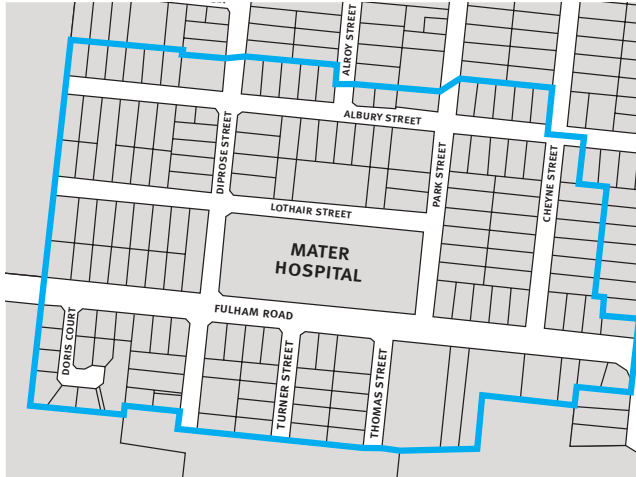 ALROY STREET
ALBURY STREET
DIPROSE STREET
PARK STREET
CHEYNE STREET
LOTHAIR STREET
MATER
HOSPITAL
FULHAM ROAD
DORIS COURT
TURNER STREET
THOMAS STREET